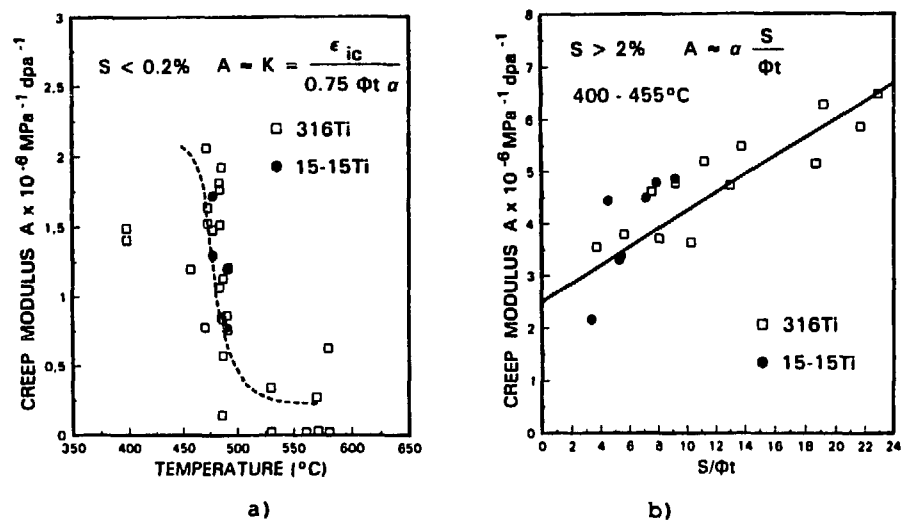 CREEP MODULUS A x 10⁻⁶ MPa⁻¹ dpa⁻¹
3
2.5
2
1.5
1
0.5
0
S < 0.2% A ≈ K = ϵ ic / 0.75 Φt α
□ 316Ti
● 15-15Ti
350 400 450 500 550 600 650
TEMPERATURE (°C)
a)
CREEP MODULUS A x 10⁻⁶ MPa⁻¹ dpa⁻¹
8
7
6
5
4
3
2
1
0
S > 2% A ≈ α S / Φt
400 - 455°C
□ 316Ti
● 15-15Ti
0 2 4 6 8 10 12 14 16 18 20 22 24
S/Φt
b)